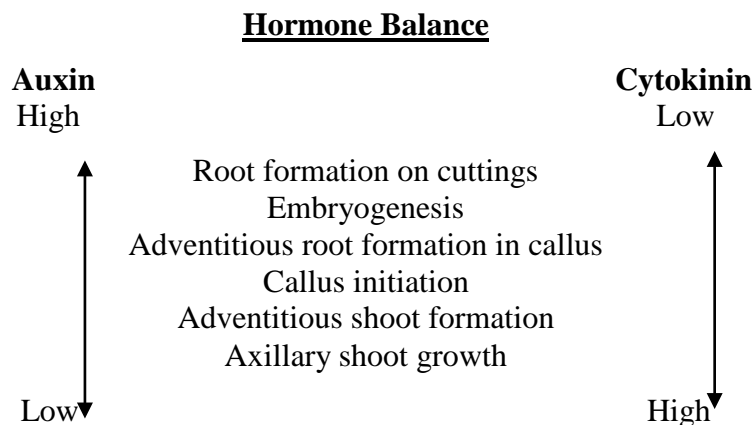 Hormone Balance
Auxin Cytokinin
High Low
Root formation on cuttings
Embryogenesis
Adventitious root formation in callus
Callus initiation
Adventitious shoot formation
Axillary shoot growth
Low High